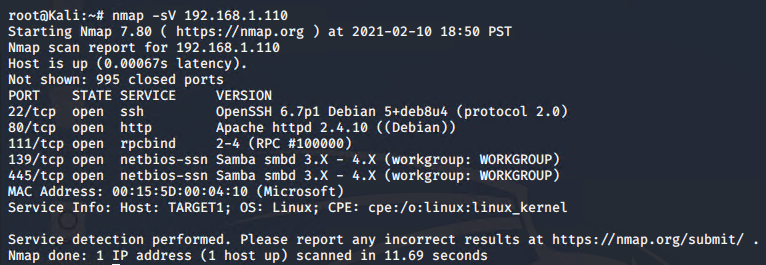 root@Kali:~# nmap -sV 192.168.1.110
Starting Nmap 7.80 ( https://nmap.org ) at 2021-02-10 18:50 PST
Nmap scan report for 192.168.1.110
Host is up (0.00067s latency).
Not shown: 995 closed ports
PORT    STATE SERVICE     VERSION
22/tcp  open  ssh         OpenSSH 6.7p1 Debian 5+deb8u4 (protocol 2.0)
80/tcp  open  http        Apache httpd 2.4.10 ((Debian))
111/tcp open  rpcbind     2-4 (RPC #100000)
139/tcp open  netbios-ssn Samba smbd 3.X - 4.X (workgroup: WORKGROUP)
445/tcp open  netbios-ssn Samba smbd 3.X - 4.X (workgroup: WORKGROUP)
MAC Address: 00:15:5D:00:04:10 (Microsoft)
Service Info: Host: TARGET1; OS: Linux; CPE: cpe:/o:linux:linux_kernel

Service detection performed. Please report any incorrect results at https://nmap.org/submit/ .
Nmap done: 1 IP address (1 host up) scanned in 11.69 seconds